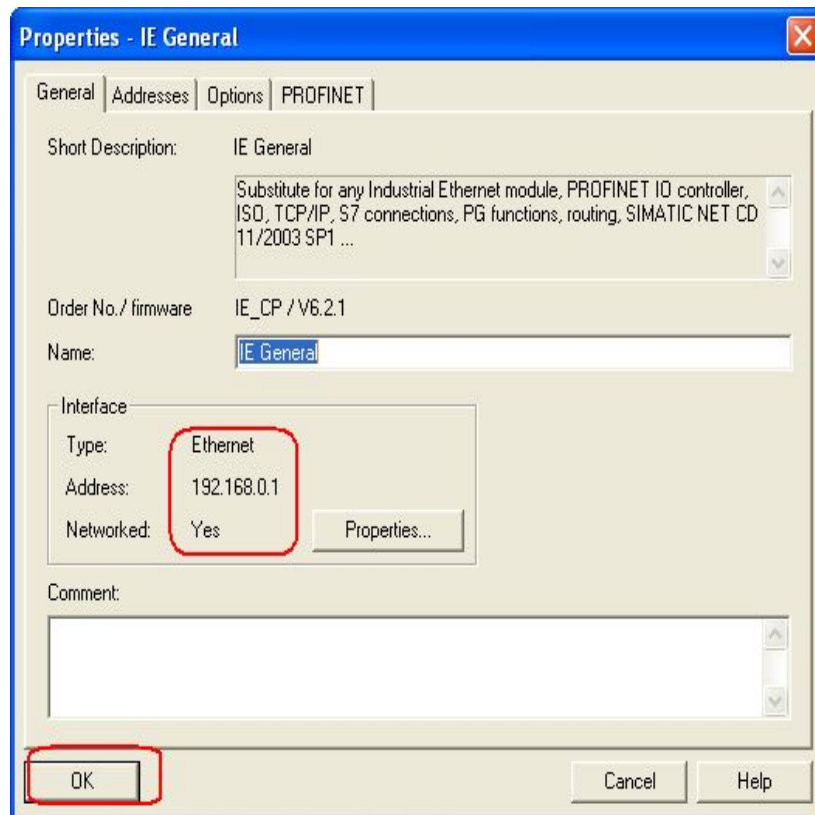 Properties - IE General
General Addresses Options PROFINET
Short Description: IE General
Substitute for any Industrial Ethernet module, PROFINET IO controller,
ISO, TCP/IP, S7 connections, PG functions, routing, SIMATIC NET CD
11/2003 SP1 ...
Order No./ firmware IE_CP / V6.2.1
Name: IE General
Interface
Type: Ethernet
Address: 192.168.0.1
Networked: Yes Properties...
Comment:
OK Cancel Help